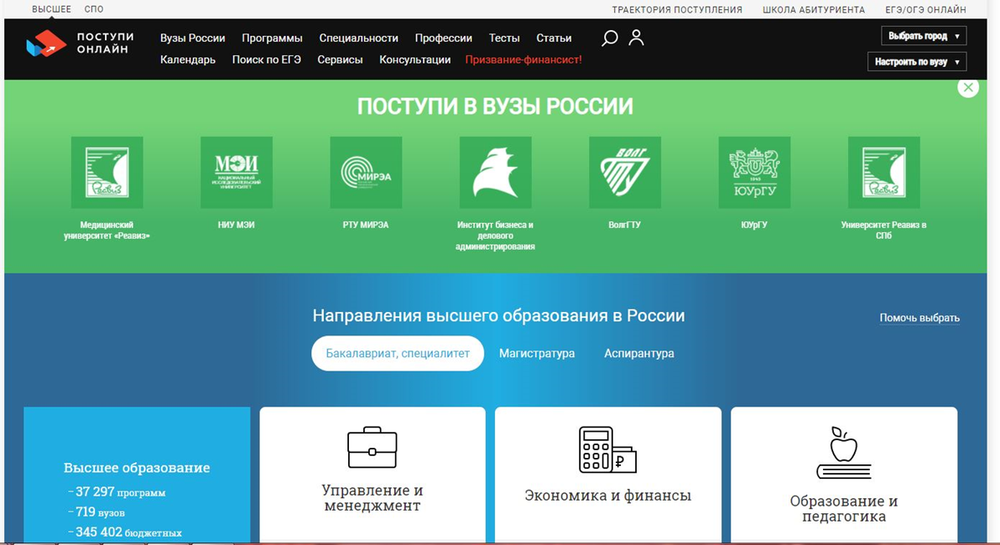 ВЫСШЕЕ СПО ТРАЕКТОРИЯ ПОСТУПЛЕНИЯ ШКОЛА АБИТУРИЕНТА ЕГЭ/ОГЭ ОНЛАЙН
ПОСТУПИ
ОНЛАЙН
Вузы России Программы Специальности Профессии Тесты Статьи
Календарь Поиск по ЕГЭ Сервисы Консультации Призвание-финансист!
Выбрать город
Настроить по вузу
ПОСТУПИ В ВУЗЫ РОССИИ
Реавиз
МЭИ
НАЦИОНАЛЬНЫЙ
ИССЛЕДОВАТЕЛЬСКИЙ
УНИВЕРСИТЕТ
МИРЭА
ВОЛГ
ГТУ
1943
ЮУрГУ
Реавиз
Медицинский
университет «Реавиз»
НИУ МЭИ
РТУ МИРЭА
Институт бизнеса и
делового
администрирования
ВолгГТУ
ЮУрГУ
Университет Реавиз в
СПб
Направления высшего образования в России
Помочь выбрать
Бакалавриат, специалитет Магистратура Аспирантура
Высшее образование
– 37 297 программ
– 719 вузов
– 345 402 бюджетных
Управление и
менеджмент
₽
Экономика и финансы
Образование и
педагогика